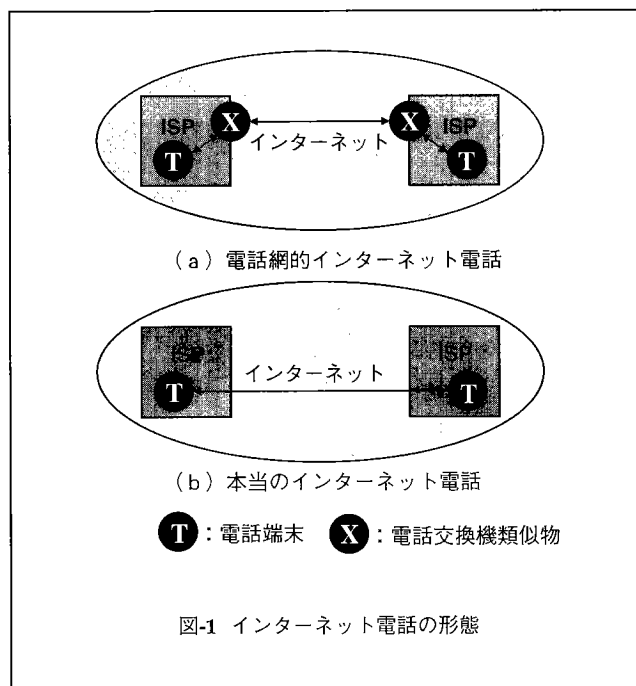 ISP X X ISP
インターネット
T T
(a)電話網的インターネット電話
ISP ISP
インターネット
T T
(b)本当のインターネット電話
T:電話端末 X:電話交換機類似物
図-1 インターネット電話の形態